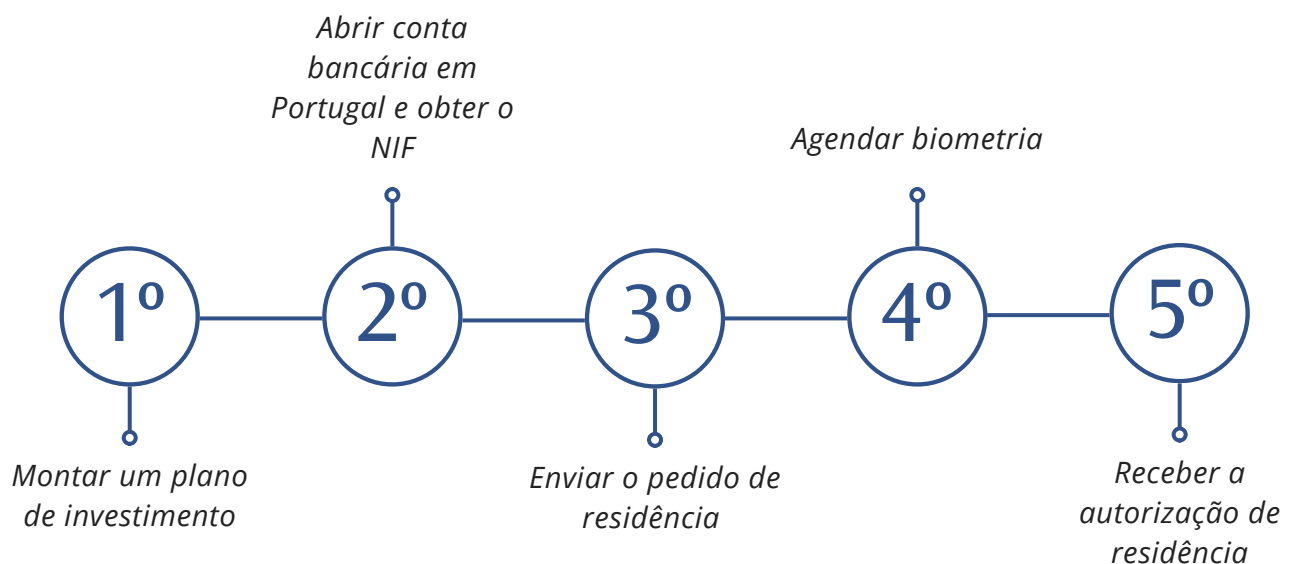 Abrir conta
bancária em
Portugal e obter o
NIF
Agendar biometria
1º
2º
3º
4º
5º
Montar um plano
de investimento
Enviar o pedido de
residência
Receber a
autorização de
residência